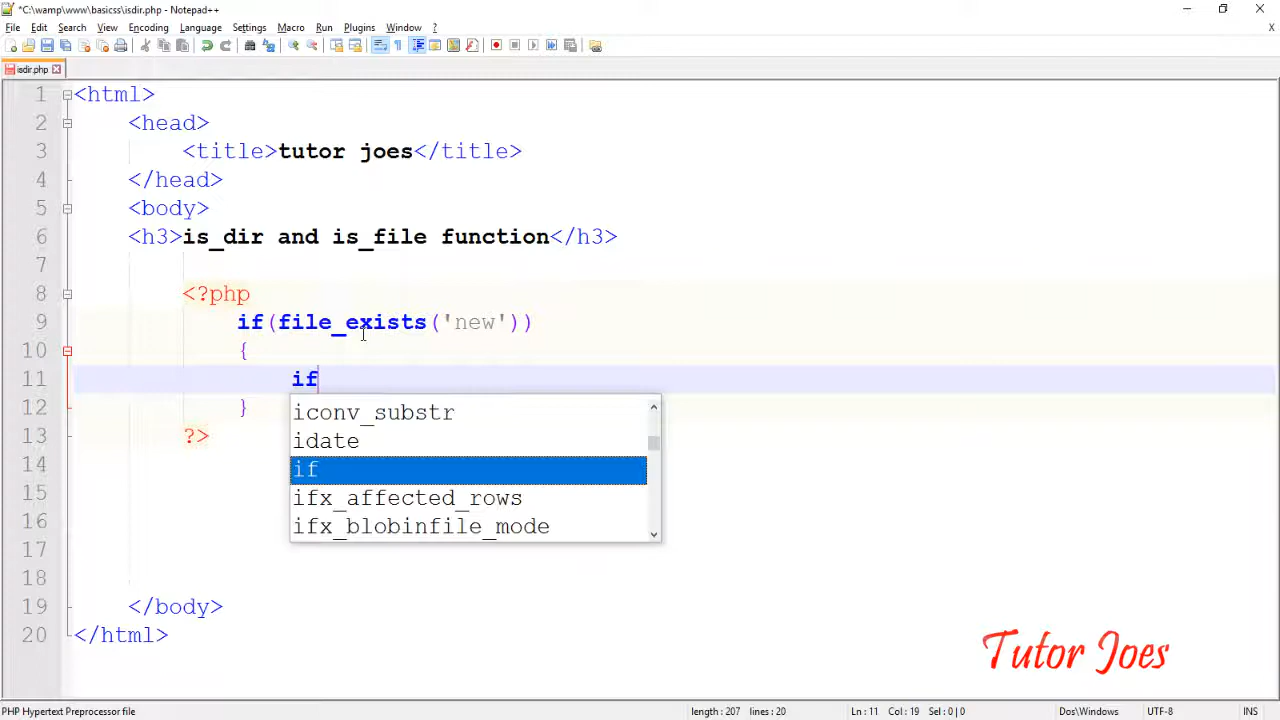 *C:\wamp\www\basicss\isdir.php - Notepad++
File Edit Search View Encoding Language Settings Macro Run Plugins Window ?
X
isdir.php
1 <html>
2 <head>
3 <title>tutor joes</title>
4 </head>
5 <body>
6 <h3>is_dir and is_file function</h3>
7
8 <?php
9 if(file_exists('new'))
10 {
11 if
iconv_substr
12 }
idate
13 ?>
if
14
ifx_affected_rows
15
ifx_blobinfile_mode
16
17
18
19 </body>
20 </html>
Tutor Joes
PHP Hypertext Preprocessor file length : 207 lines : 20 Ln : 11 Col : 19 Sel : 0 | 0 Dos\Windows UTF-8 INS